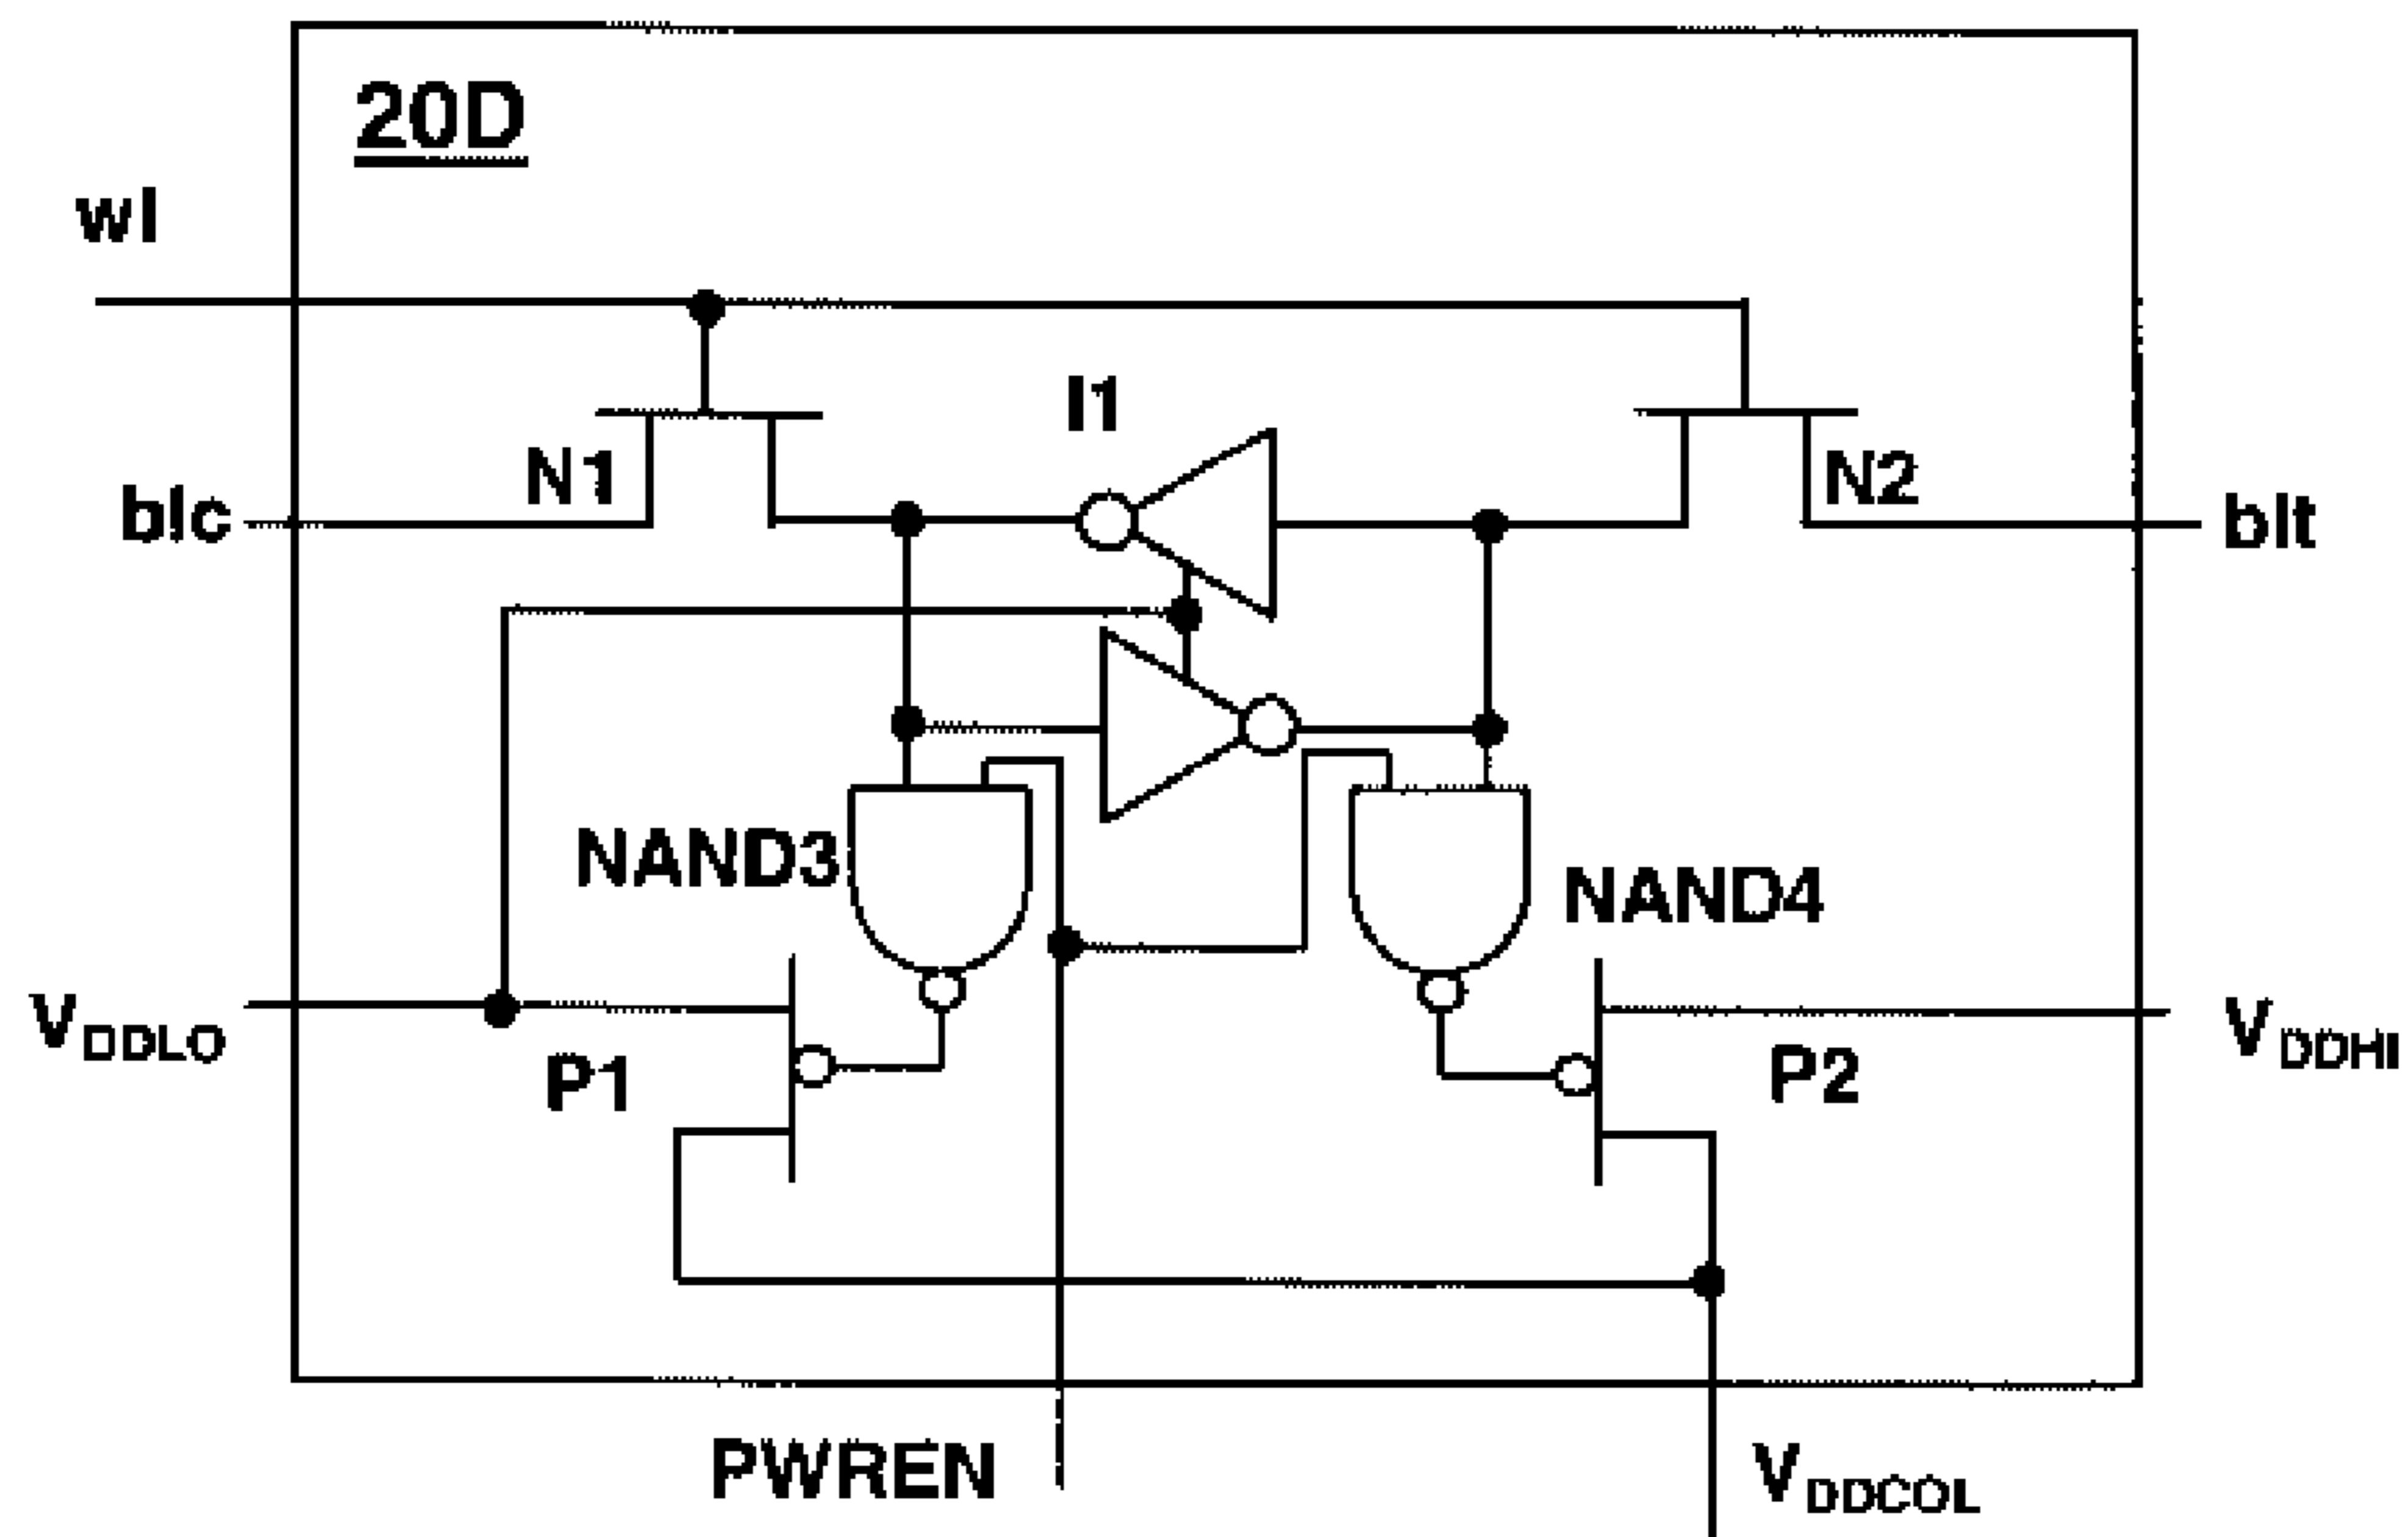 20D
wl
I1
N1
N2
blc
blt
NAND3
NAND4
VDDLO
VDDHI
P1
P2
PWREN
VDDCOL